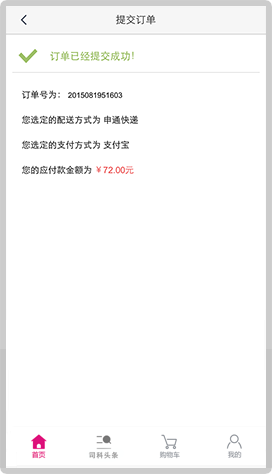 提交订单
订单已经提交成功！
订单号为： 2015081951603
您选定的配送方式为 申通快递
您选定的支付方式为 支付宝
您的应付款金额为 ￥72.00元
首页 司韩头条 购物车 我的